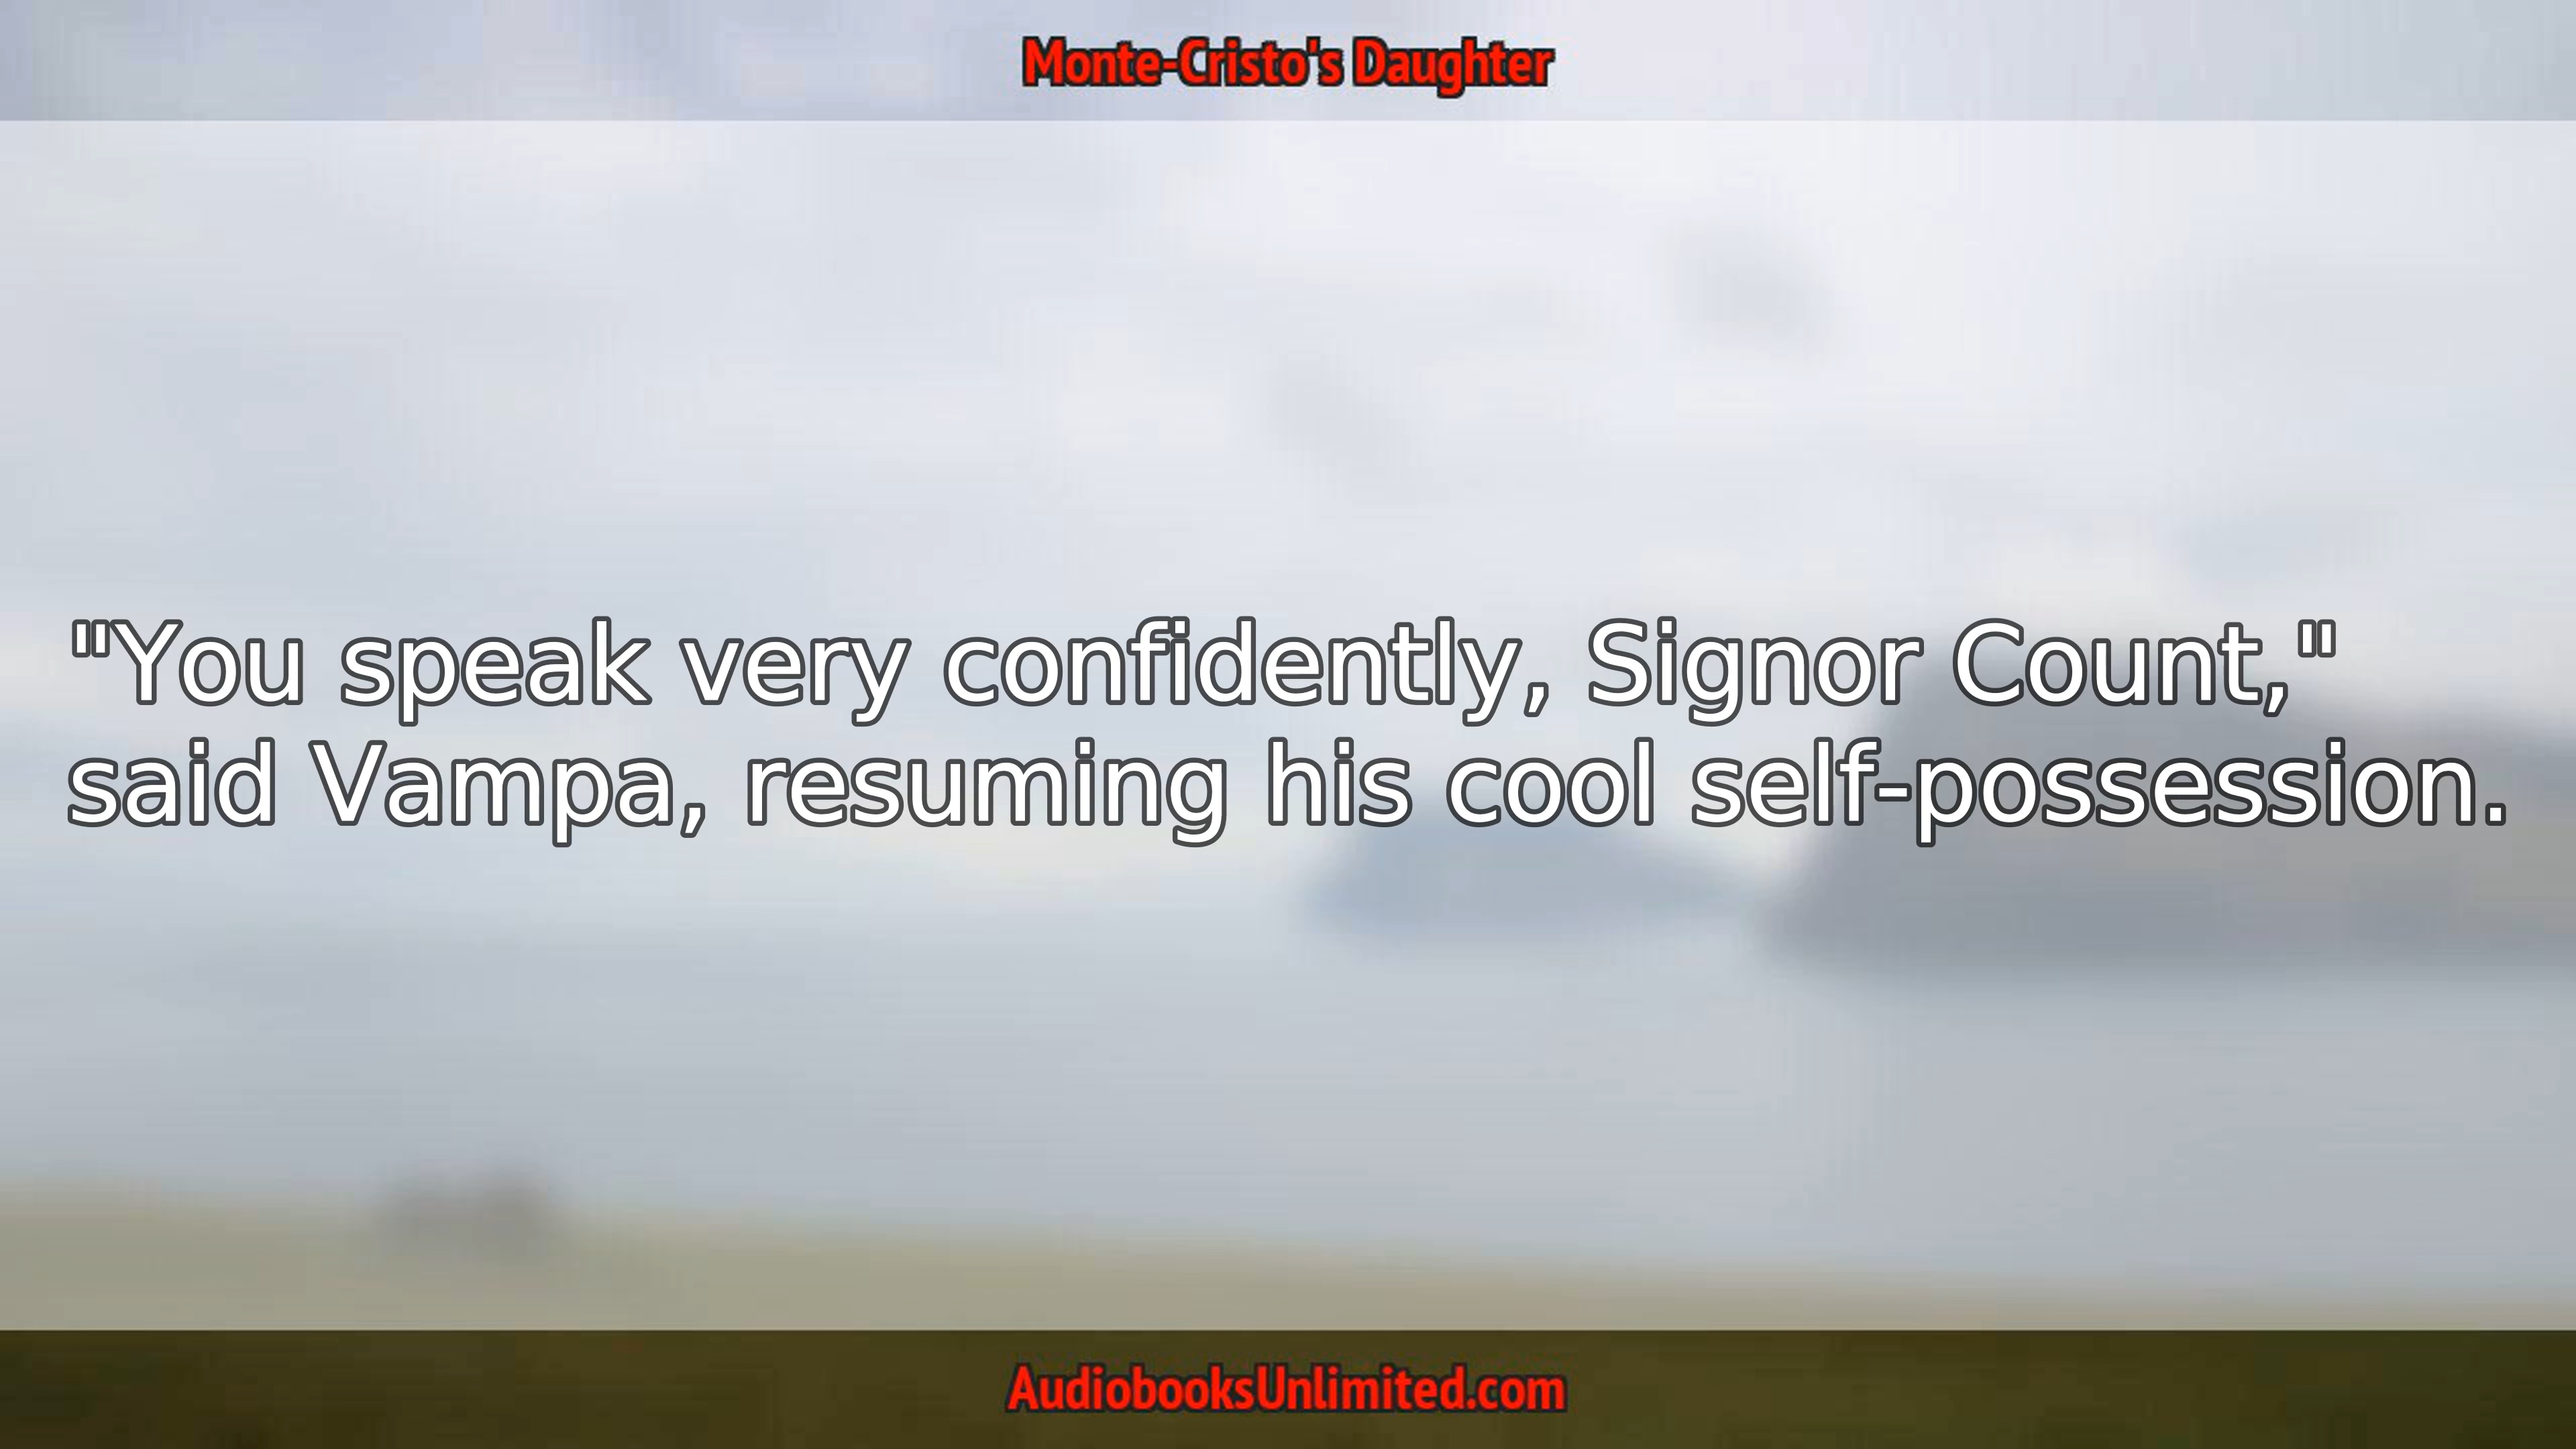 Monte-Cristo's Daughter
"You speak very confidently, Signor Count,"
said Vampa, resuming his cool self-possession.
AudiobooksUnlimited.com